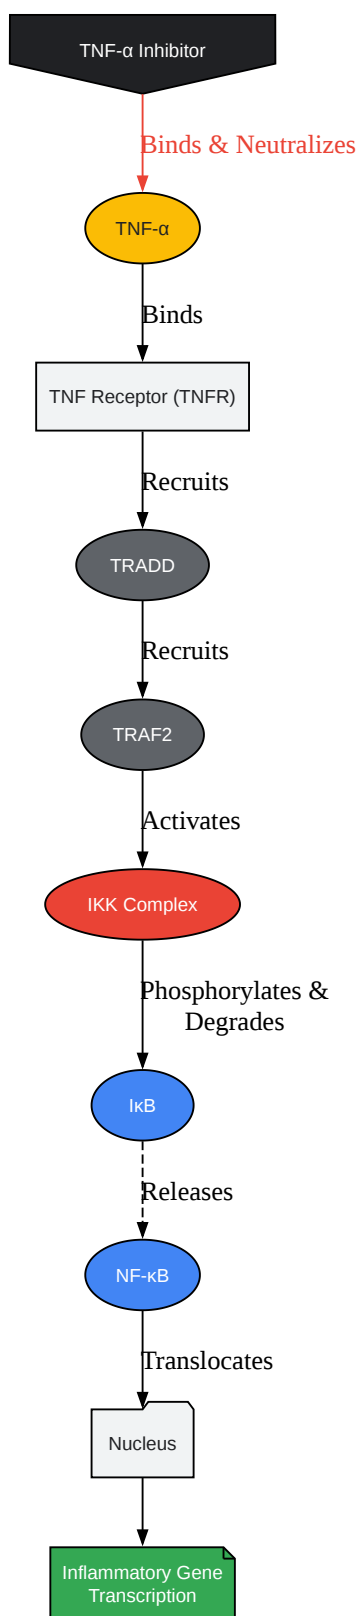 TNF-α Inhibitor
Binds & Neutralizes
TNF-α
Binds
TNF Receptor (TNFR)
Recruits
TRADD
Recruits
TRAF2
Activates
IKK Complex
Phosphorylates &
Degrades
IκB
Releases
NF-κB
Translocates
Nucleus
Inflammatory Gene
Transcription